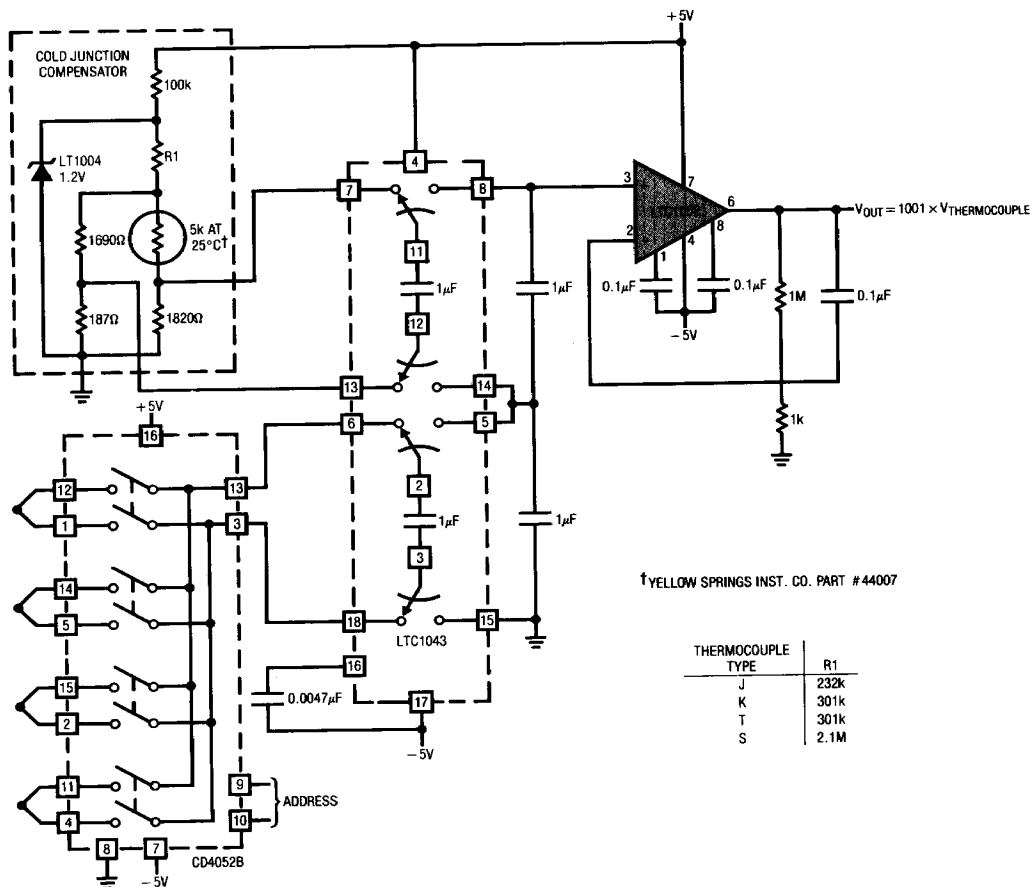 +5V
COLD JUNCTION
COMPENSATOR
100k
LT1004
1.2V
R1
1690Ω
5k AT
25°C†
187Ω
1820Ω
4
7
8
11
1μF
12
13
14
6
5
2
1μF
3
18
15
LTC1043
16
0.0047μF
17
−5V
1μF
1μF
3
2
7
6
8
4
1
0.1μF
0.1μF
−5V
VOUT = 1001 × VTHERMOCOUPLE
1M
0.1μF
1k
+5V
16
12
13
1
3
14
5
15
2
11
9
4
10
ADDRESS
8
7
CD4052B
−5V
†YELLOW SPRINGS INST. CO. PART #44007
THERMOCOUPLE
TYPE R1
J 232k
K 301k
T 301k
S 2.1M